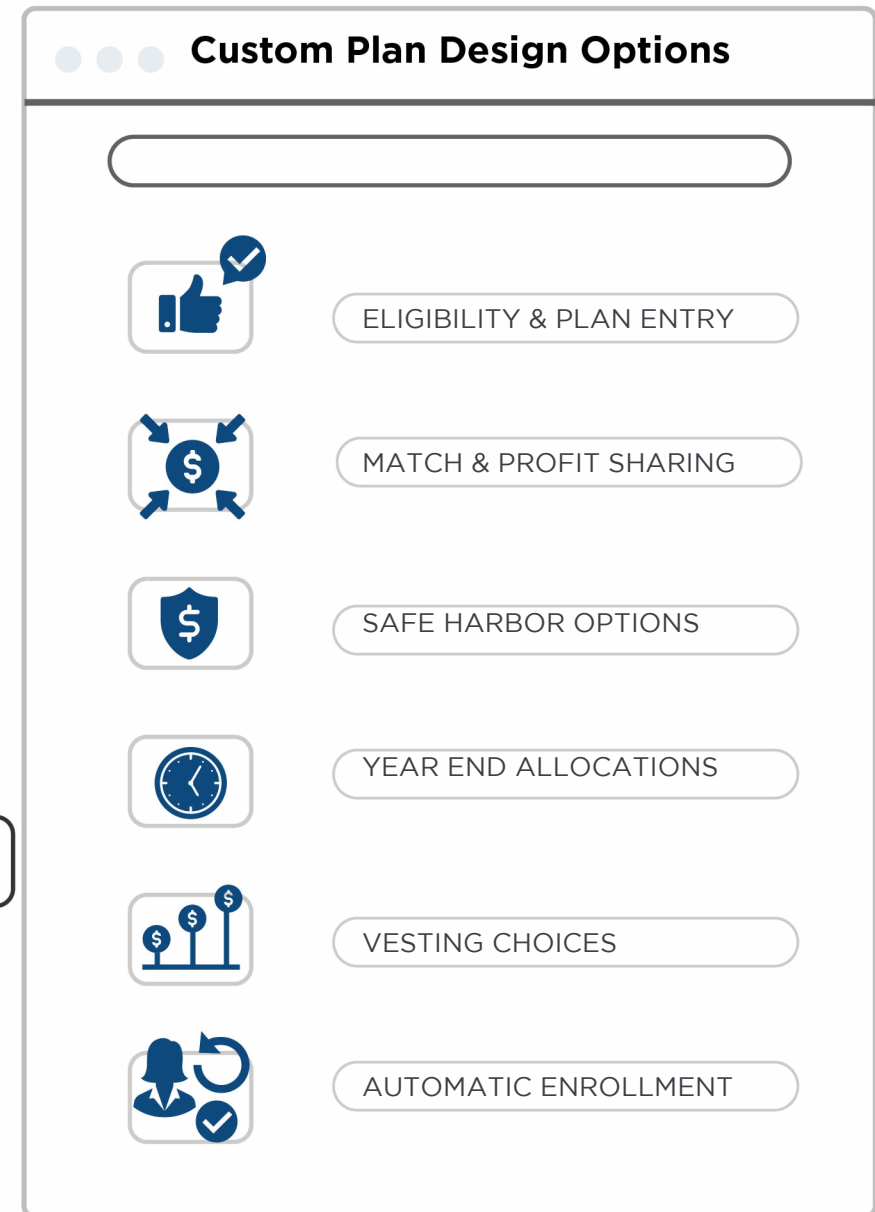 Custom Plan Design Options
ELIGIBILITY & PLAN ENTRY
MATCH & PROFIT SHARING
$
SAFE HARBOR OPTIONS
$
YEAR END ALLOCATIONS
$ $ $
VESTING CHOICES
AUTOMATIC ENROLLMENT